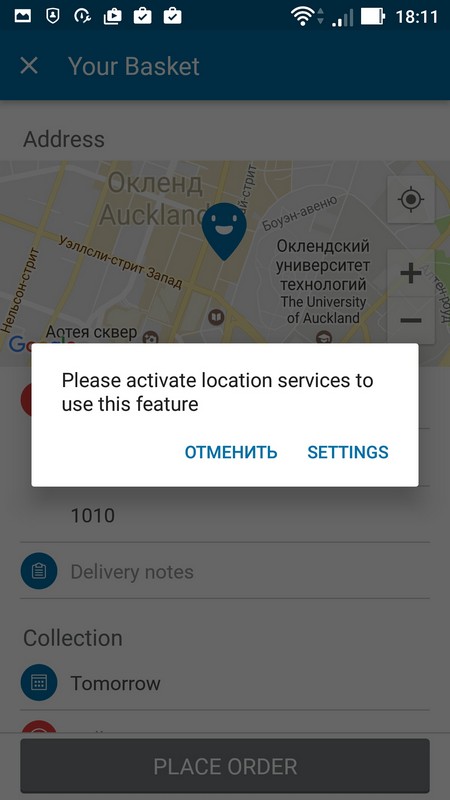 18:11
Your Basket
Address
Окленд
Auckland
й-стрит
Боуэн-авеню
Уэллсли-стрит Запад
Нельсон-стрит
Оклендский
университет
технологий
The University
of Auckland
Аотеа сквер
Please activate location services to
use this feature
ОТМЕНИТЬ
SETTINGS
1010
Delivery notes
Collection
Tomorrow
PLACE ORDER